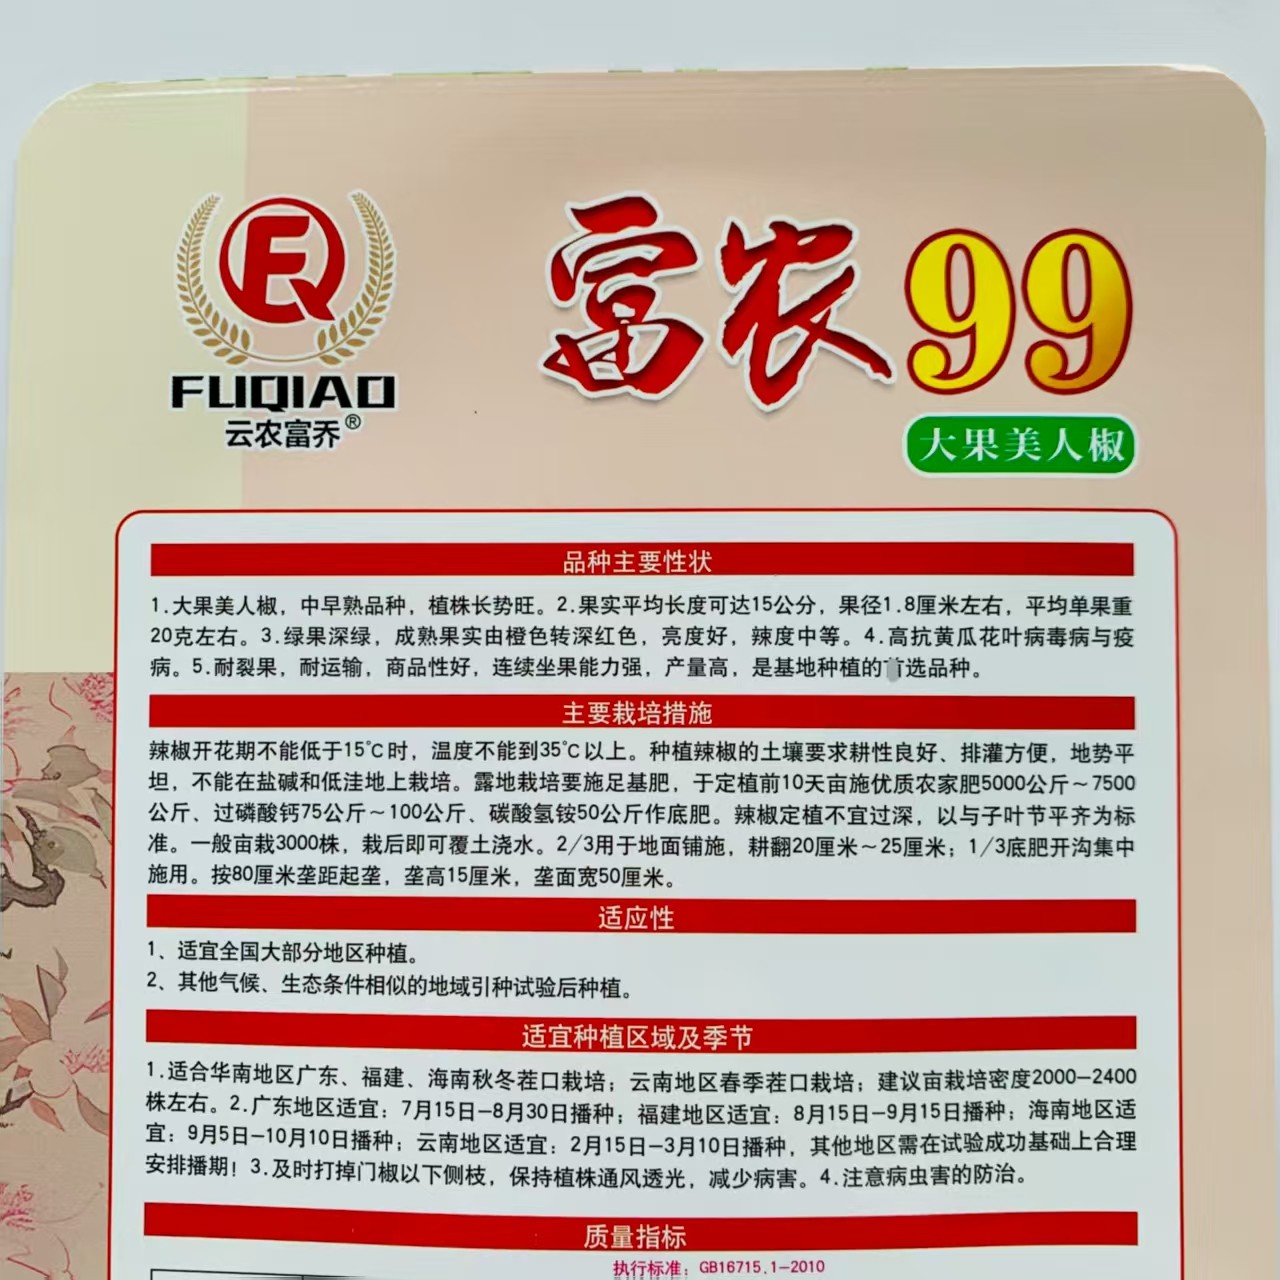 富农99
FUQIAO
云农富乔®
大果美人椒
品种主要性状
1.大果美人椒，中早熟品种，植株长势旺。2.果实平均长度可达15公分，果径1.8厘米左右，平均单果重
20克左右。3.绿果深绿，成熟果实由橙色转深红色，亮度好，辣度中等。4.高抗黄瓜花叶病毒病与疫
病。5.耐裂果，耐运输，商品性好，连续坐果能力强，产量高，是基地种植的首选品种。
主要栽培措施
辣椒开花期不能低于15℃时，温度不能到35℃以上。种植辣椒的土壤要求耕性良好、排灌方便，地势平
坦，不能在盐碱和低洼地上栽培。露地栽培要施足基肥，于定植前10天亩施优质农家肥5000公斤～7500
公斤、过磷酸钙75公斤～100公斤、碳酸氢铵50公斤作底肥。辣椒定植不宜过深，以与子叶节平齐为标
准。一般亩栽3000株，栽后即可覆土浇水。2/3用于地面铺施，耕翻20厘米～25厘米；1/3底肥开沟集中
施用。按80厘米垄距起垄，垄高15厘米，垄面宽50厘米。
适应性
1、适宜全国大部分地区种植。
2、其他气候、生态条件相似的地域引种试验后种植。
适宜种植区域及季节
1.适合华南地区广东、福建、海南秋冬茬口栽培；云南地区春季茬口栽培；建议亩栽培密度2000—2400
株左右。2.广东地区适宜：7月15日—8月30日播种；福建地区适宜：8月15日—9月15日播种；海南地区适
宜：9月5日—10月10日播种；云南地区适宜：2月15日—3月10日播种，其他地区需在试验成功基础上合理
安排播期！3.及时打掉门椒以下侧枝，保持植株通风透光，减少病害。4.注意病虫害的防治。
质量指标
执行标准：GB16715.1—2010